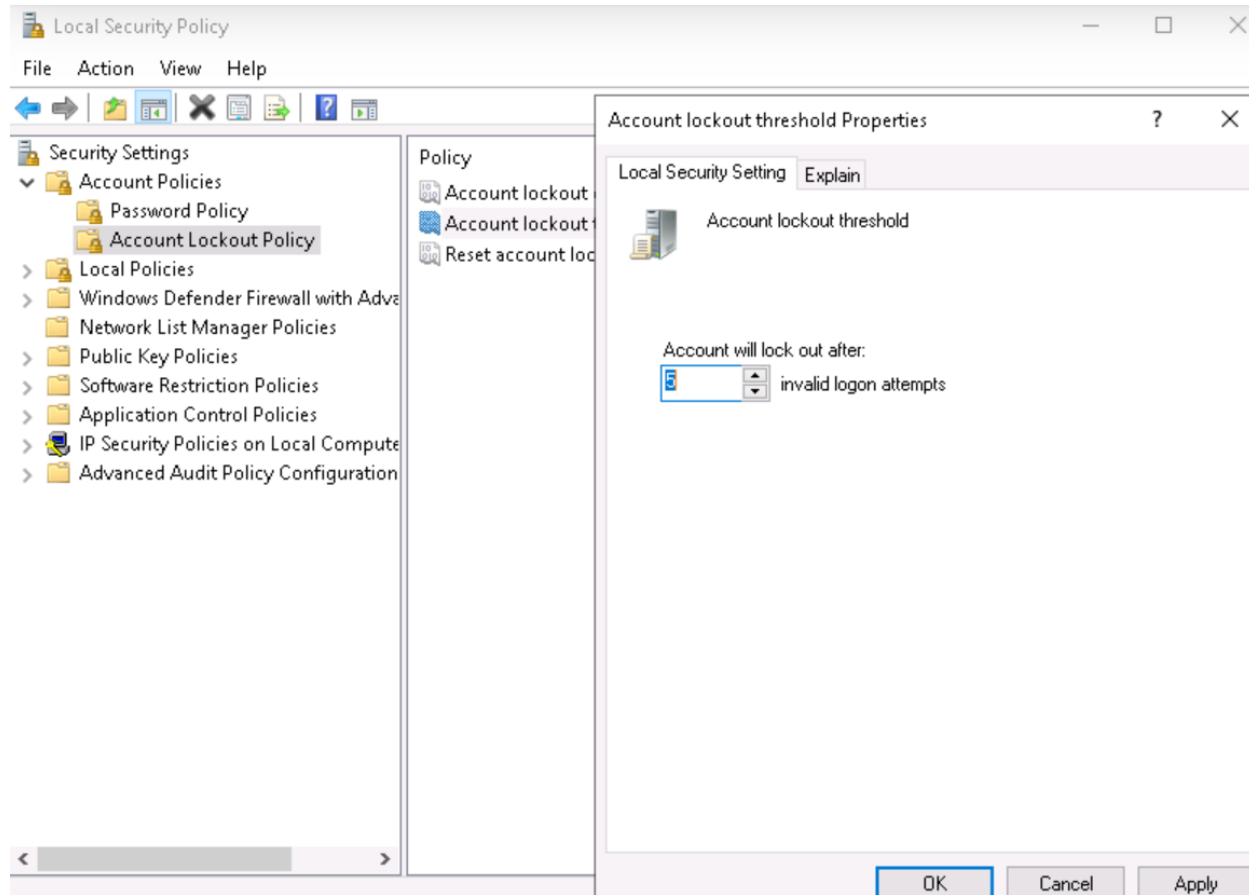 Local Security Policy
File Action View Help
Account lockout threshold Properties
Security Settings
Account Policies
Password Policy
Account Lockout Policy
Local Policies
Windows Defender Firewall with Adva
Network List Manager Policies
Public Key Policies
Software Restriction Policies
Application Control Policies
IP Security Policies on Local Compute
Advanced Audit Policy Configuration
Policy
Account lockout
Account lockout t
Reset account loc
Local Security Setting Explain
Account lockout threshold
Account will lock out after:
5 invalid logon attempts
OK Cancel Apply